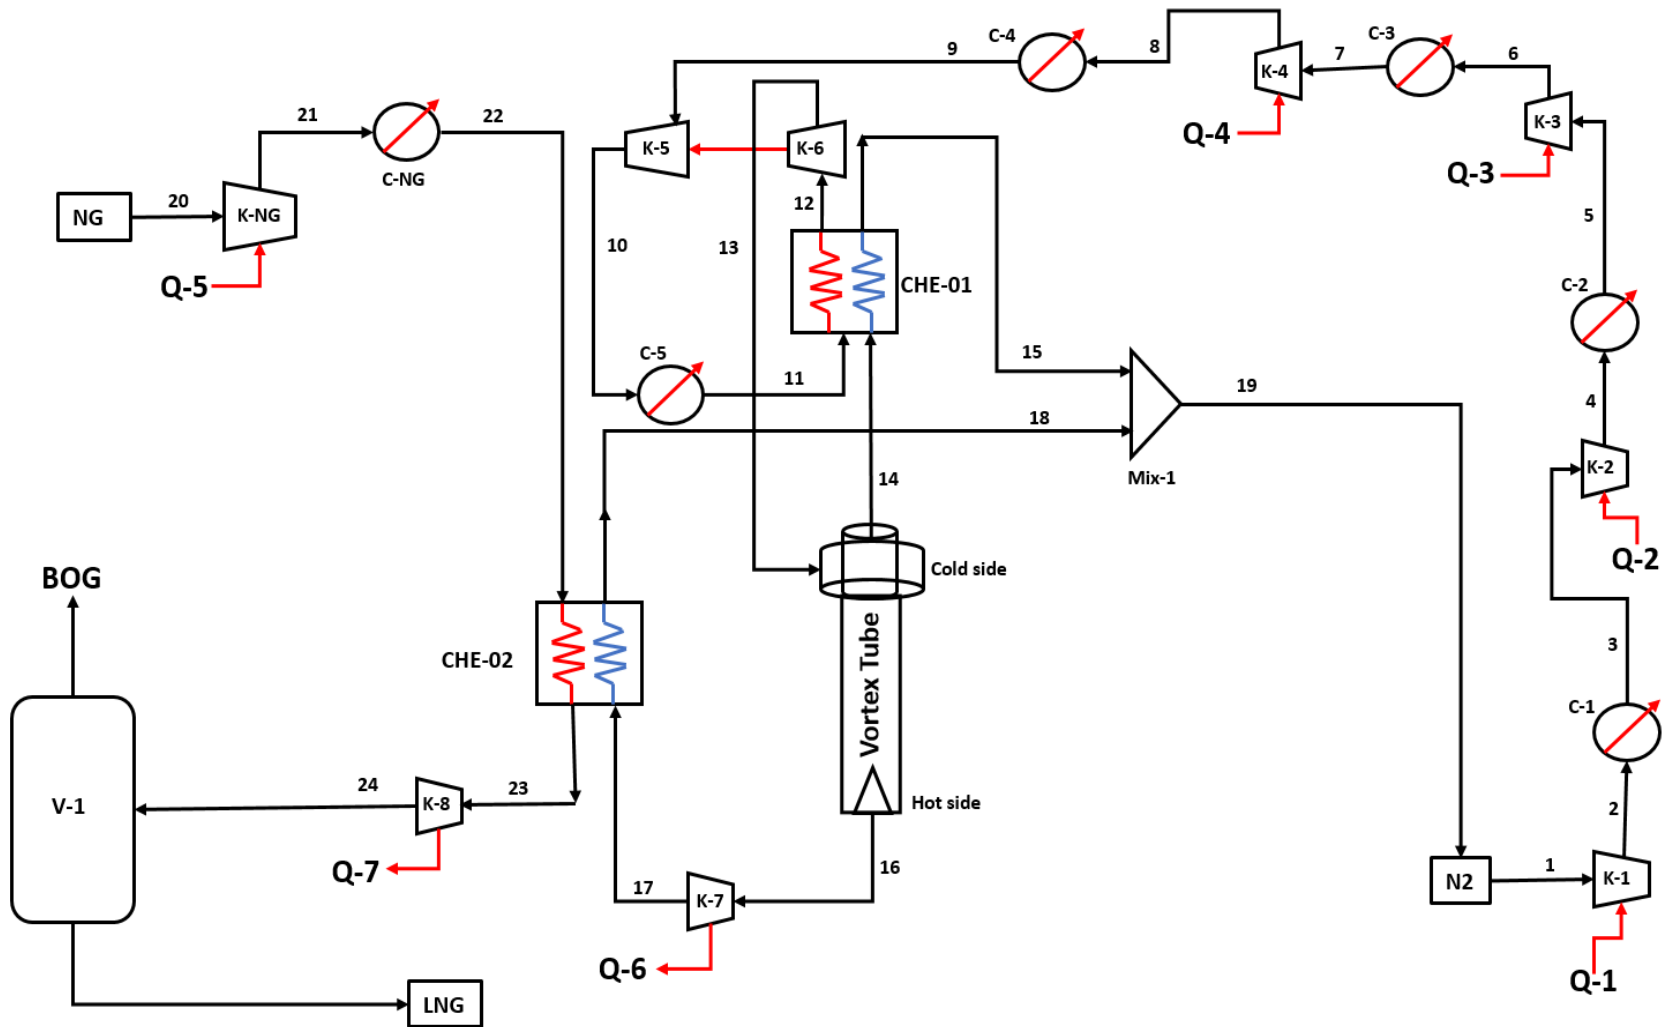 C-4
9
8
K-4
7
C-3
6
K-3
Q-4
Q-3
5
21
22
C-NG
NG
20
K-NG
Q-5
K-5
K-6
12
10
13
CHE-01
C-5
11
15
18
19
Mix-1
14
C-2
4
K-2
Q-2
3
C-1
2
N2
1
K-1
Q-1
Cold side
Vortex Tube
Hot side
16
CHE-02
BOG
V-1
24
K-8
23
Q-7
17
K-7
Q-6
LNG